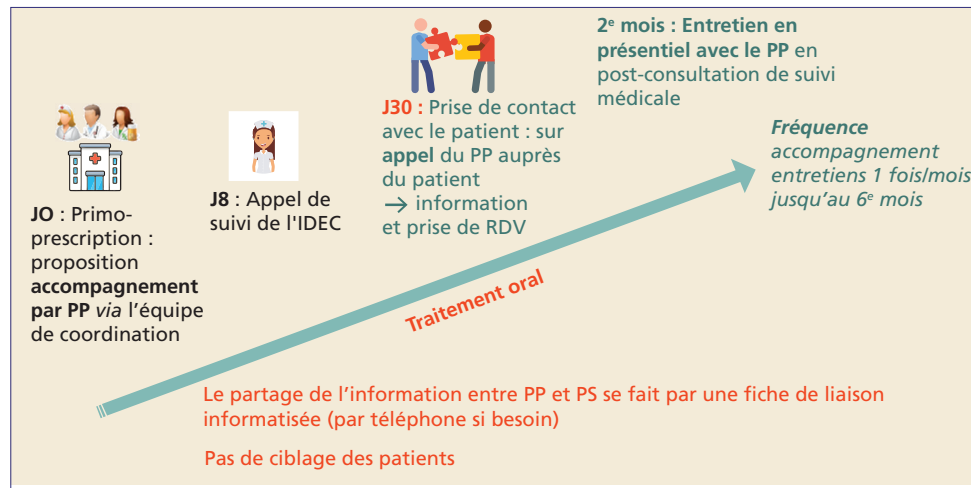 JO : Primo-
prescription :
proposition
accompagnement
par PP via l'équipe
de coordination
J8 : Appel de
suivi de l'IDEC
J30 : Prise de contact
avec le patient : sur
appel du PP auprès
du patient
→ information
et prise de RDV
2e mois : Entretien en
présentiel avec le PP en
post-consultation de suivi
médicale
Fréquence
accompagnement
entretiens 1 fois/mois
jusqu'au 6e mois
Traitement oral
Le partage de l'information entre PP et PS se fait par une fiche de liaison
informatisée (par téléphone si besoin)
Pas de ciblage des patients